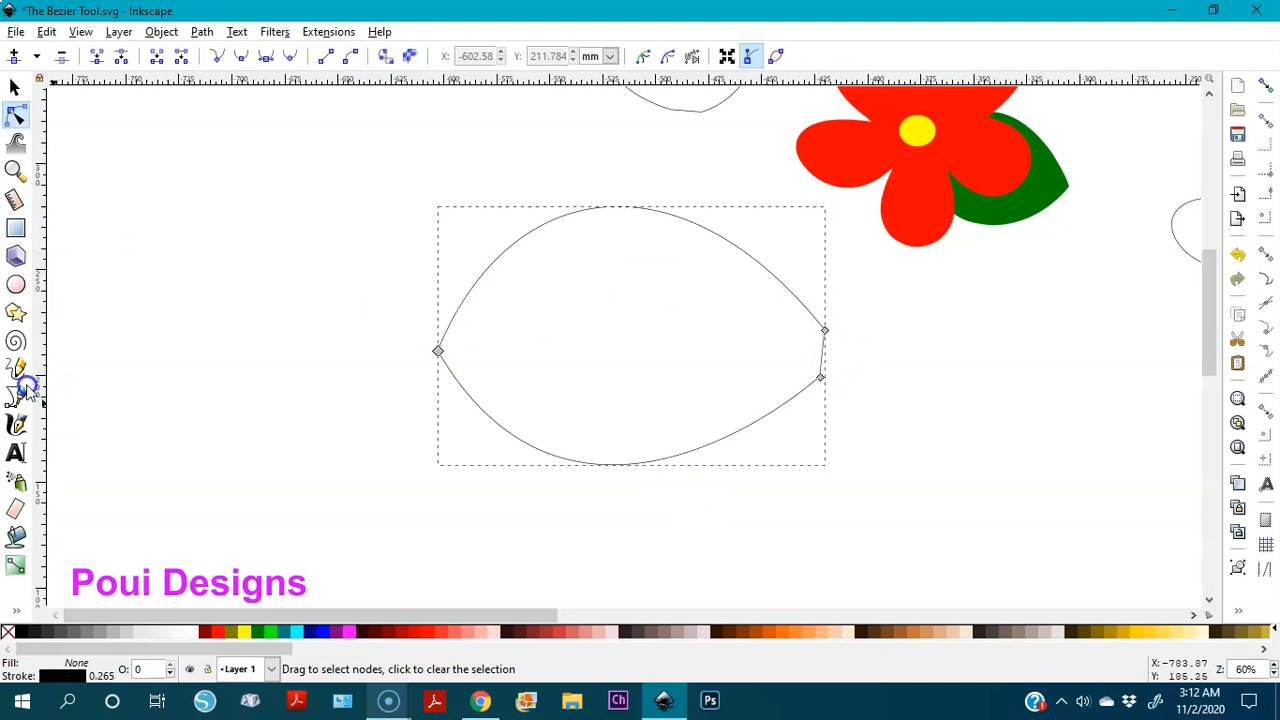 *The Bezier Tool.svg - Inkscape
File Edit View Layer Object Path Text Filters Extensions Help
X: -602.58 Y: 211.784 mm
Poui Designs
Fill: None
Stroke: 0.265
O: 0
Layer 1
Drag to select nodes, click to clear the selection
X: -783.87
Y: 185.25
Z: 60%
Ch
Ps
3:12 AM
11/2/2020